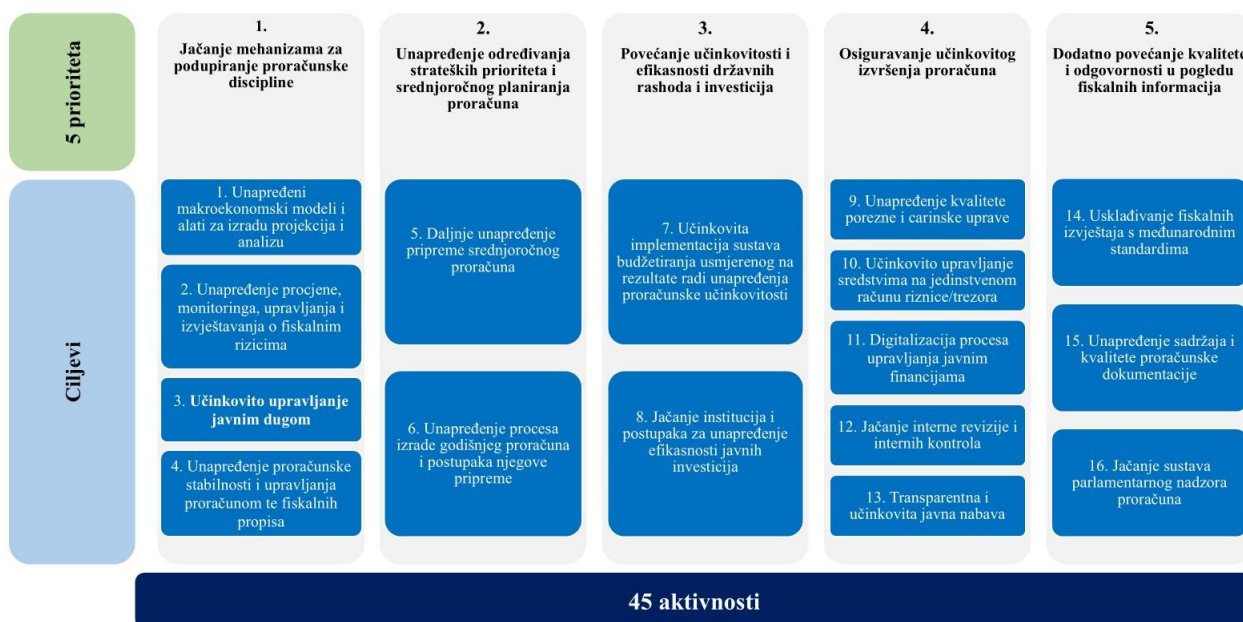 5 prioriteta
1.
Jačanje mehanizama za
podupiranje proračunske
discipline
2.
Unapređenje određivanja
strateških prioriteta i
srednjoročnog planiranja
proračuna
3.
Povećanje učinkovitosti i
efikasnosti državnih
rashoda i investicija
4.
Osiguravanje učinkovitog
izvršenja proračuna
5.
Dodatno povećanje kvalitete
i odgovornosti u pogledu
fiskalnih informacija
Ciljevi
1. Unapređeni
makroekonomski modeli i
alati za izradu projekcija i
analizu
2. Unapređenje procjene,
monitoringa, upravljanja i
izvještavanja o fiskalnim
rizicima
3. Učinkovito upravljanje
javnim dugom
4. Unapređenje proračunske
stabilnosti i upravljanja
proračunom te fiskalnih
propisa
5. Daljnje unapređenje
pripreme srednjoročnog
proračuna
6. Unapređenje procesa
izrade godišnjeg proračuna
i postupaka njegove
pripreme
7. Učinkovita
implementacija sustava
budžetiranja usmjerenog na
rezultate radi unapređenja
proračunske učinkovitosti
8. Jačanje institucija i
postupaka za unapređenje
efikasnosti javnih
investicija
9. Unapređenje kvalitete
porezne i carinske uprave
10. Učinkovito upravljanje
sredstvima na jedinstvenom
računu riznice/trezora
11. Digitalizacija procesa
upravljanja javnim
financijama
12. Jačanje interne revizije i
internih kontrola
13. Transparentna i
učinkovita javna nabava
14. Usklađivanje fiskalnih
izvještaja s međunarodnim
standardima
15. Unapređenje sadržaja i
kvalitete proračunske
dokumentacije
16. Jačanje sustava
parlamentarnog nadzora
proračuna
45 aktivnosti